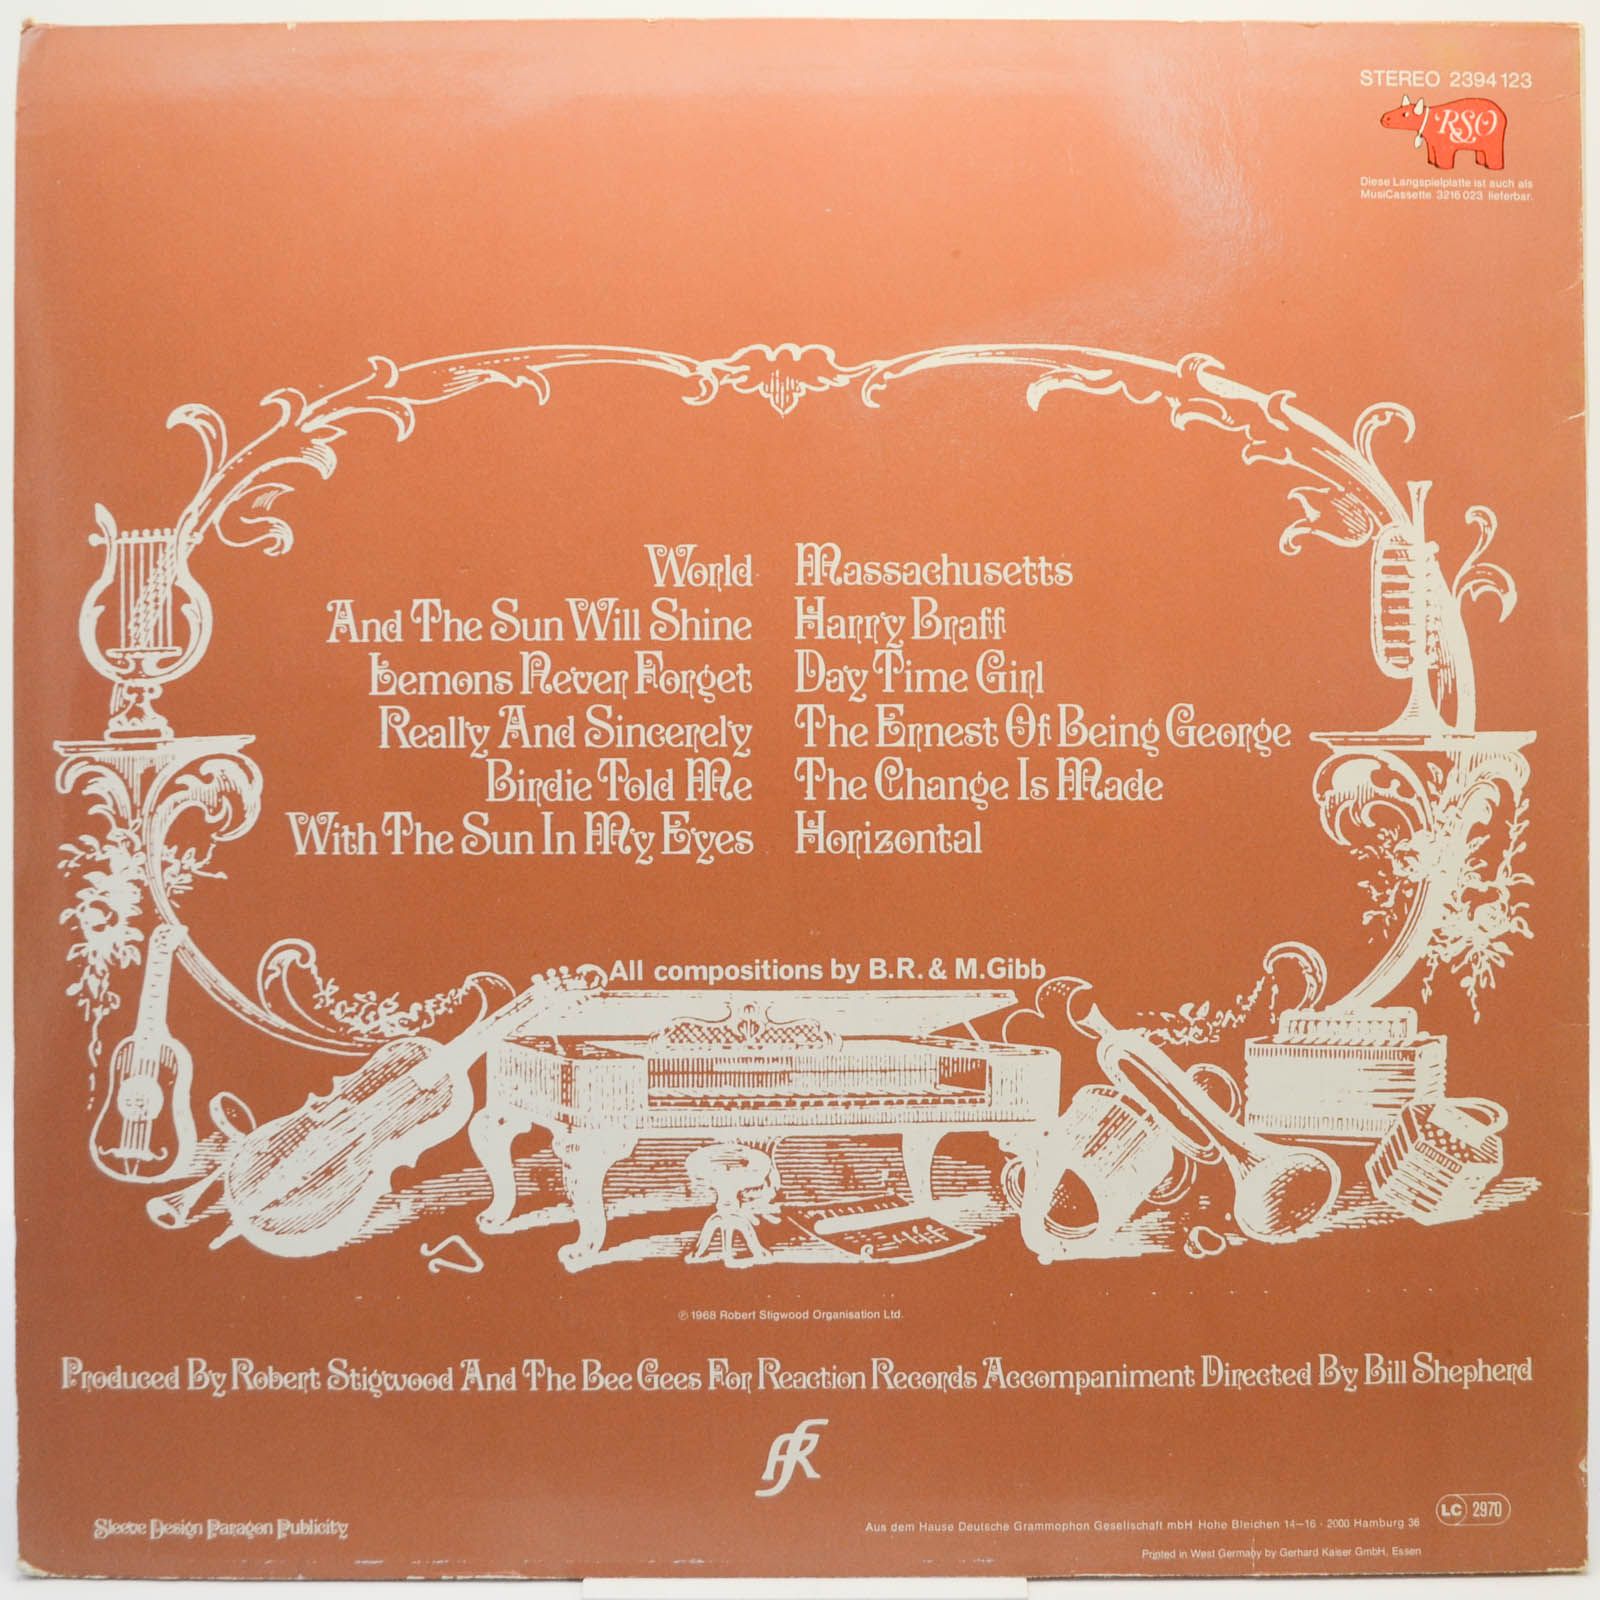 STEREO 2394 123
RSO
Diese Langspielplatte ist auch als
MusiCassette 3216 023 lieferbar.
World
And The Sun Will Shine
Lemons Never Forget
Really And Sincerely
Birdie Told Me
With The Sun In My Eyes
Massachusetts
Harry Braff
Day Time Girl
The Ernest Of Being George
The Change Is Made
Horizontal
All compositions by B.R. & M.Gibb
℗ 1968 Robert Stigwood Organisation Ltd.
Produced By Robert Stigwood And The Bee Gees For Reaction Records Accompaniment Directed By Bill Shepherd
Sleeve Design Paragon Publicity
Aus dem Hause Deutsche Grammophon Gesellschaft mbH Hohe Bleichen 14–16 · 2000 Hamburg 36
LC 2970
Printed in West Germany by Gerhard Kaiser GmbH, Essen